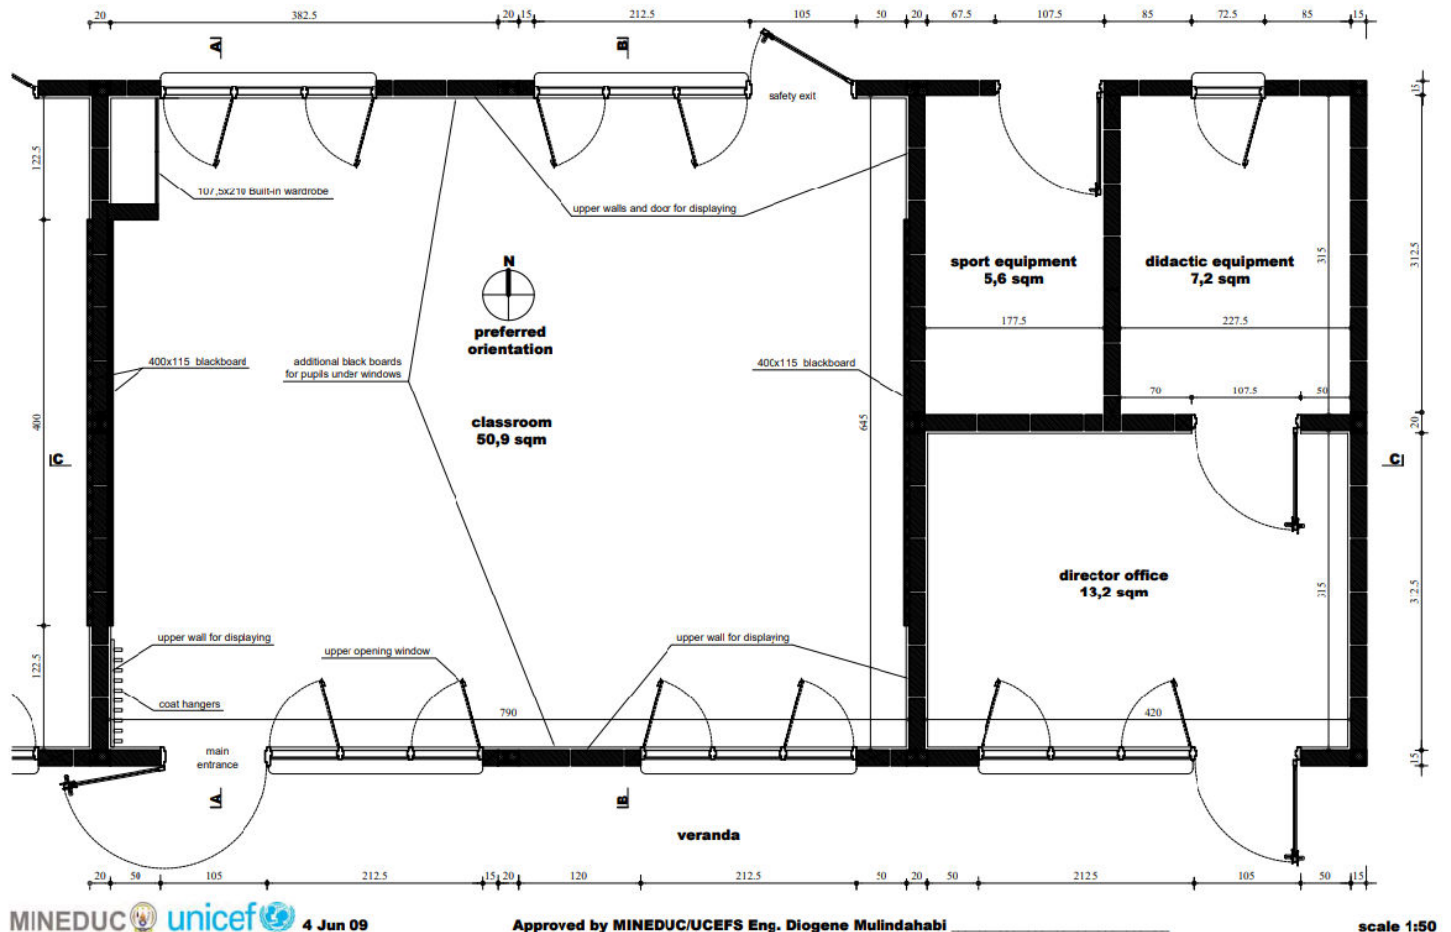 20 382.5 20 15 212.5 105 50 20 67.5 107.5 85 72.5 85 15
A
B
safety exit
15
122.5
107,5x210 Built-in wardrobe
upper walls and door for displaying
N
preferred
orientation
sport equipment
5,6 sqm
didactic equipment
7,2 sqm
315
312.5
177.5
227.5
400x115 blackboard
additional black boards
for pupils under windows
400x115 blackboard
70 107.5 50
400
classroom
50,9 sqm
645
20
C
C
director office
13,2 sqm
315
312.5
122.5
upper wall for displaying
upper opening window
upper wall for displaying
coat hangers
790
420
main
entrance
15
A
B
veranda
20 50 105 212.5 15 20 120 212.5 50 20 50 212.5 105 50 15
MINEDUC unicef 4 Jun 09 Approved by MINEDUC/UCEFS Eng. Diogene Mulindahabi scale 1:50